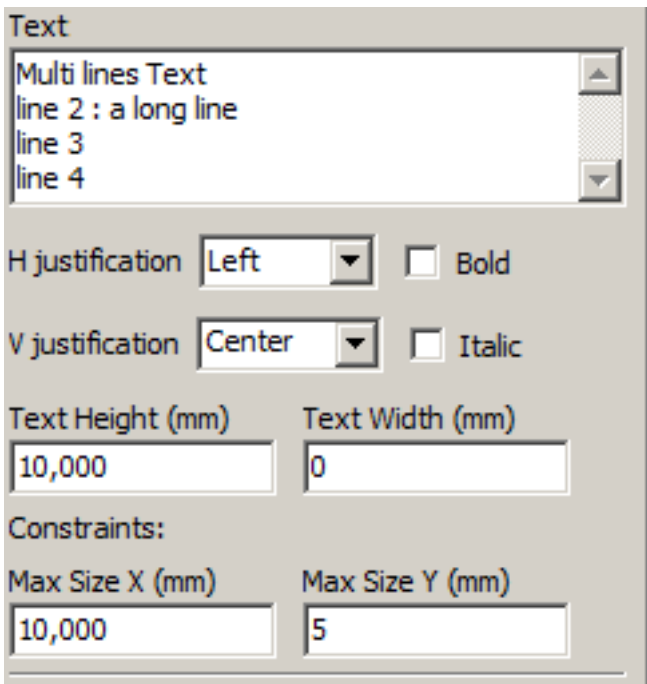 Text
Multi lines Text
line 2 : a long line
line 3
line 4
H justification Left Bold
V justification Center Italic
Text Height (mm) Text Width (mm)
10,000 0
Constraints:
Max Size X (mm) Max Size Y (mm)
10,000 5